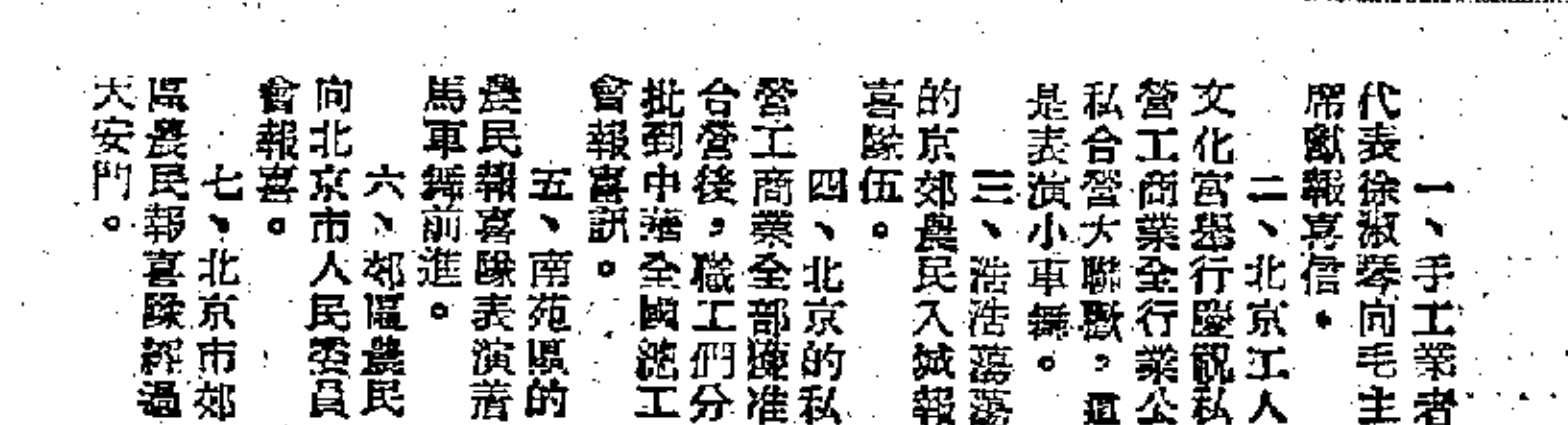 一、手工業者
代表徐淑琴向毛主
席獻報喜信。
二、北京工人
文化宮舉行慶祝私
營工商業全行業公
私合營大聯歡，這
是表演小車舞。
三、浩浩蕩蕩
的京郊農民入城報
喜隊伍。
四、北京的私
營工商業全部獲准
合營後，職工們分
批到中華全國總工
會報喜訊。
五、南苑區的
農民報喜隊表演着
馬軍舞前進。
六、郊區農民
向北京市人民委員
會報喜。
七、北京市郊
區農民報喜隊經過
天安門。